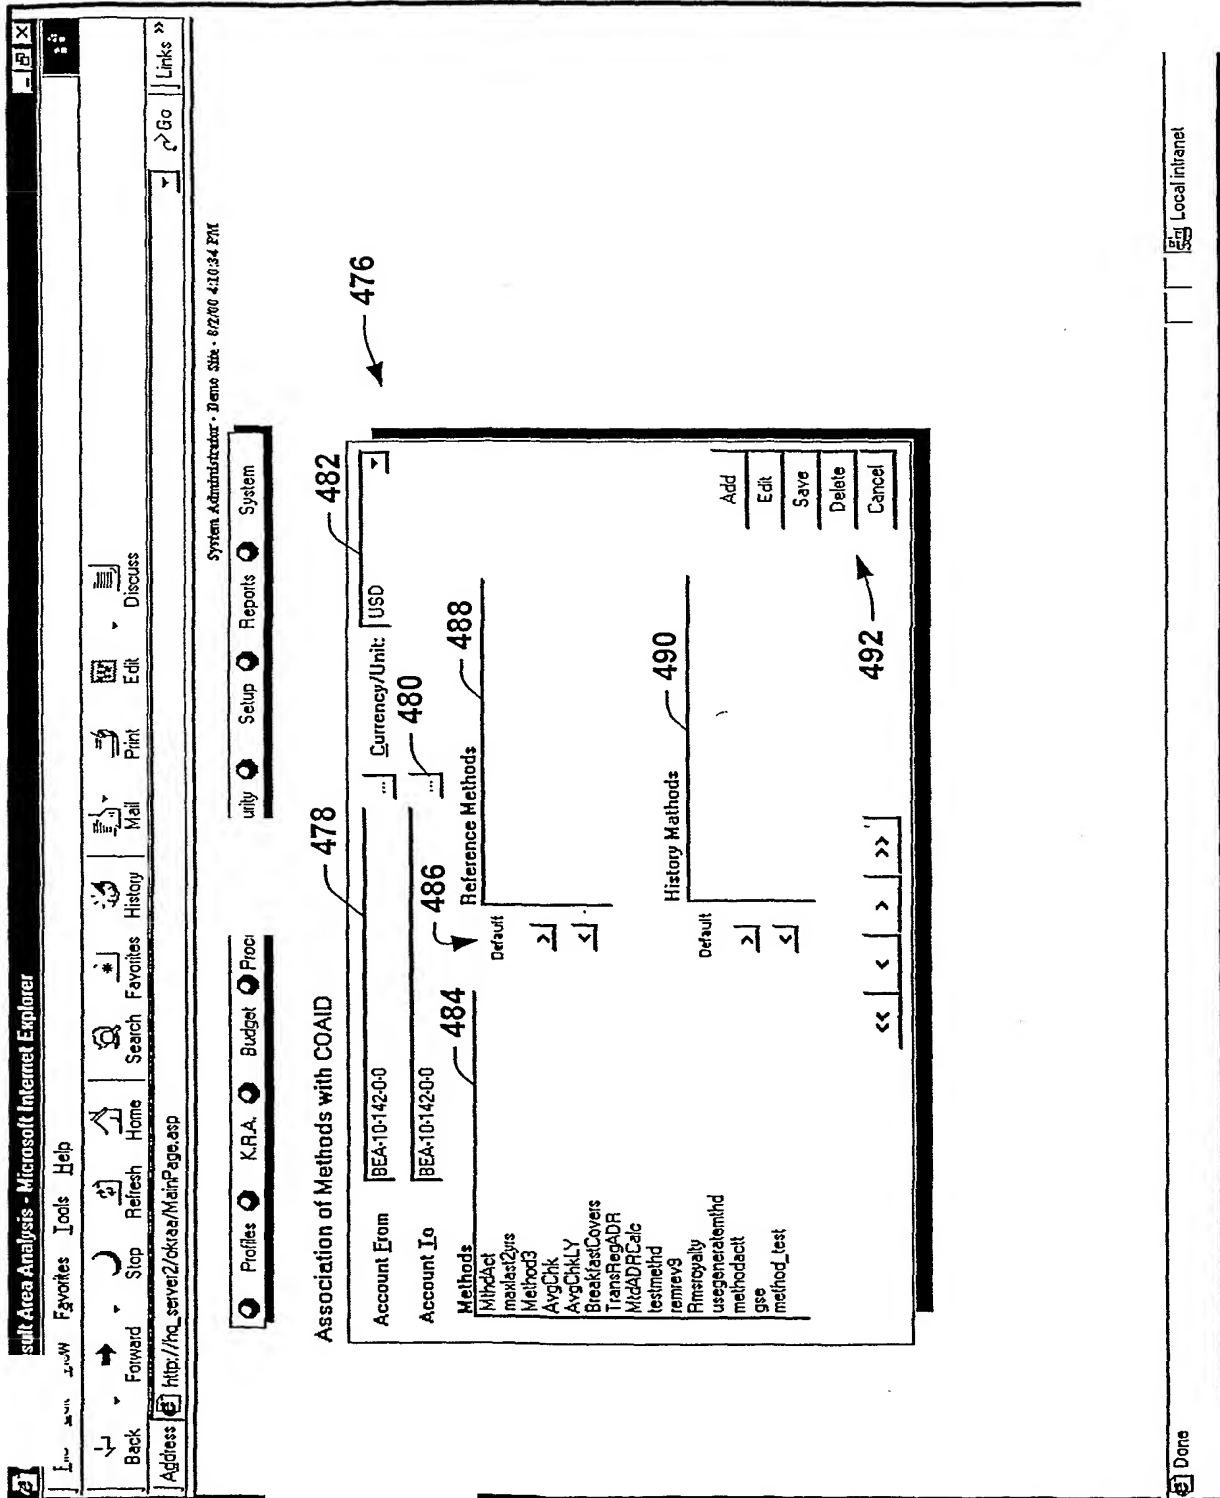 sult Area Analysis - Microsoft Internet Explorer
Favorites Tools Help
Back Forward Stop Refresh Home Search Favorites History Mail Print Edit Discuss
Address http://hq_server2/okraa/MainPage.asp Go Links »
System Administrator - Demo Site - 8/2/00 4:10:34 PM
Profiles K.R.A. Budget Proc urity Setup Reports System
Association of Methods with COAID
478
482
476
Account From BEA-10-142-0-0 ... Currency/Unit: USD
Account To BEA-10-142-0-0 ...
480
484
486
488
Methods
MthdAct
maxlast2yrs
Method3
AvgChk
AvgChkLY
BreakfastCovers
TransRegADR
MtdADRCalc
testmethd
remrev9
Rmsroyalty
usegeneratemthd
methodactt
gse
method_test
Reference Methods
Default
>
<
490
History Mathods
Default
>
<
<< < > >>
492
Add
Edit
Save
Delete
Cancel
Done
Local intranet